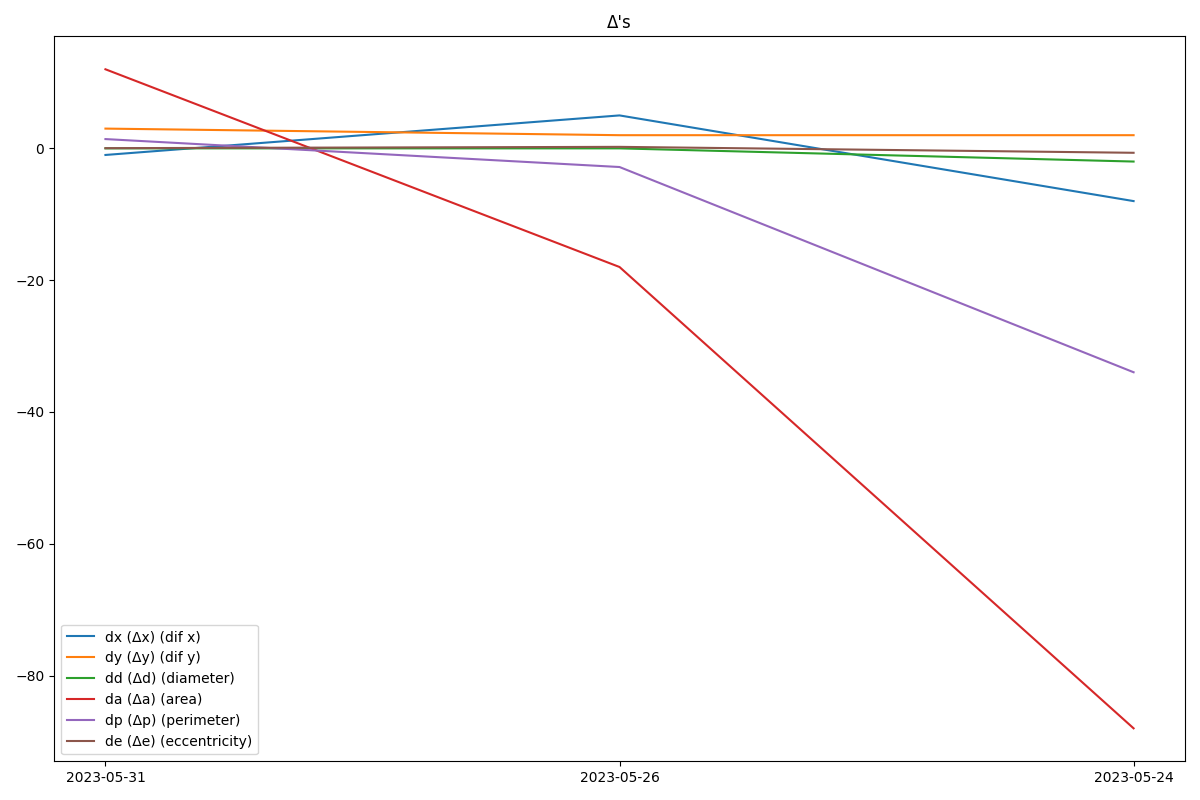 Δ's
0
−20
−40
−60
−80
dx (Δx) (dif x)
dy (Δy) (dif y)
dd (Δd) (diameter)
da (Δa) (area)
dp (Δp) (perimeter)
de (Δe) (eccentricity)
2023-05-31
2023-05-26
2023-05-24